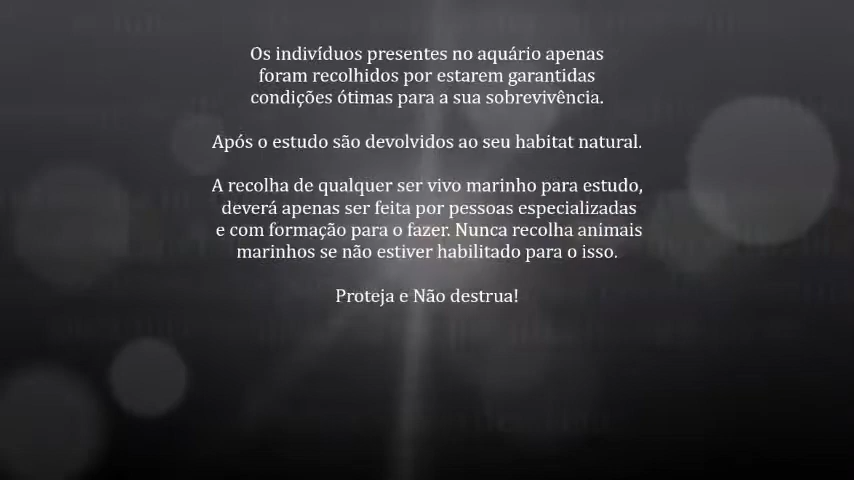 Os indivíduos presentes no aquário apenas
foram recolhidos por estarem garantidas
condições ótimas para a sua sobrevivência.
Após o estudo são devolvidos ao seu habitat natural.
A recolha de qualquer ser vivo marinho para estudo,
deverá apenas ser feita por pessoas especializadas
e com formação para o fazer. Nunca recolha animais
marinhos se não estiver habilitado para o isso.
Proteja e Não destrua!